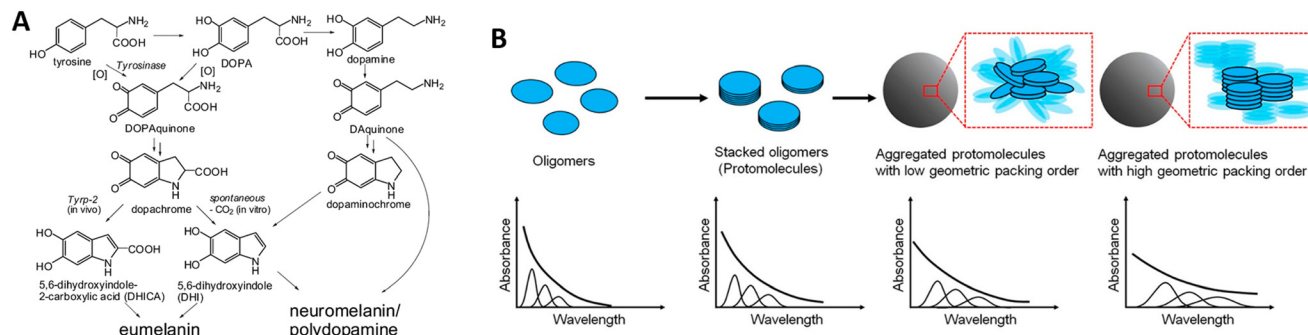 A
HO
NH2
COOH
tyrosine
HO
HO
NH2
COOH
DOPA
HO
HO
NH2
dopamine
[O]
Tyrosinase
[O]
O
O
NH2
COOH
DOPAquinone
O
O
NH2
DAquinone
O
O
N
H
COOH
dopachrome
O
O
N
H
dopaminochrome
Tyrp-2
(in vivo)
spontaneous
- CO2 (in vitro)
HO
HO
N
H
COOH
5,6-dihydroxyindole-
2-carboxylic acid (DHICA)
HO
HO
N
H
5,6-dihydroxyindole
(DHI)
eumelanin
neuromelanin/
polydopamine
B
Oligomers
Stacked oligomers
(Protomolecules)
Aggregated protomolecules
with low geometric packing order
Aggregated protomolecules
with high geometric packing order
Absorbance
Wavelength
Absorbance
Wavelength
Absorbance
Wavelength
Absorbance
Wavelength